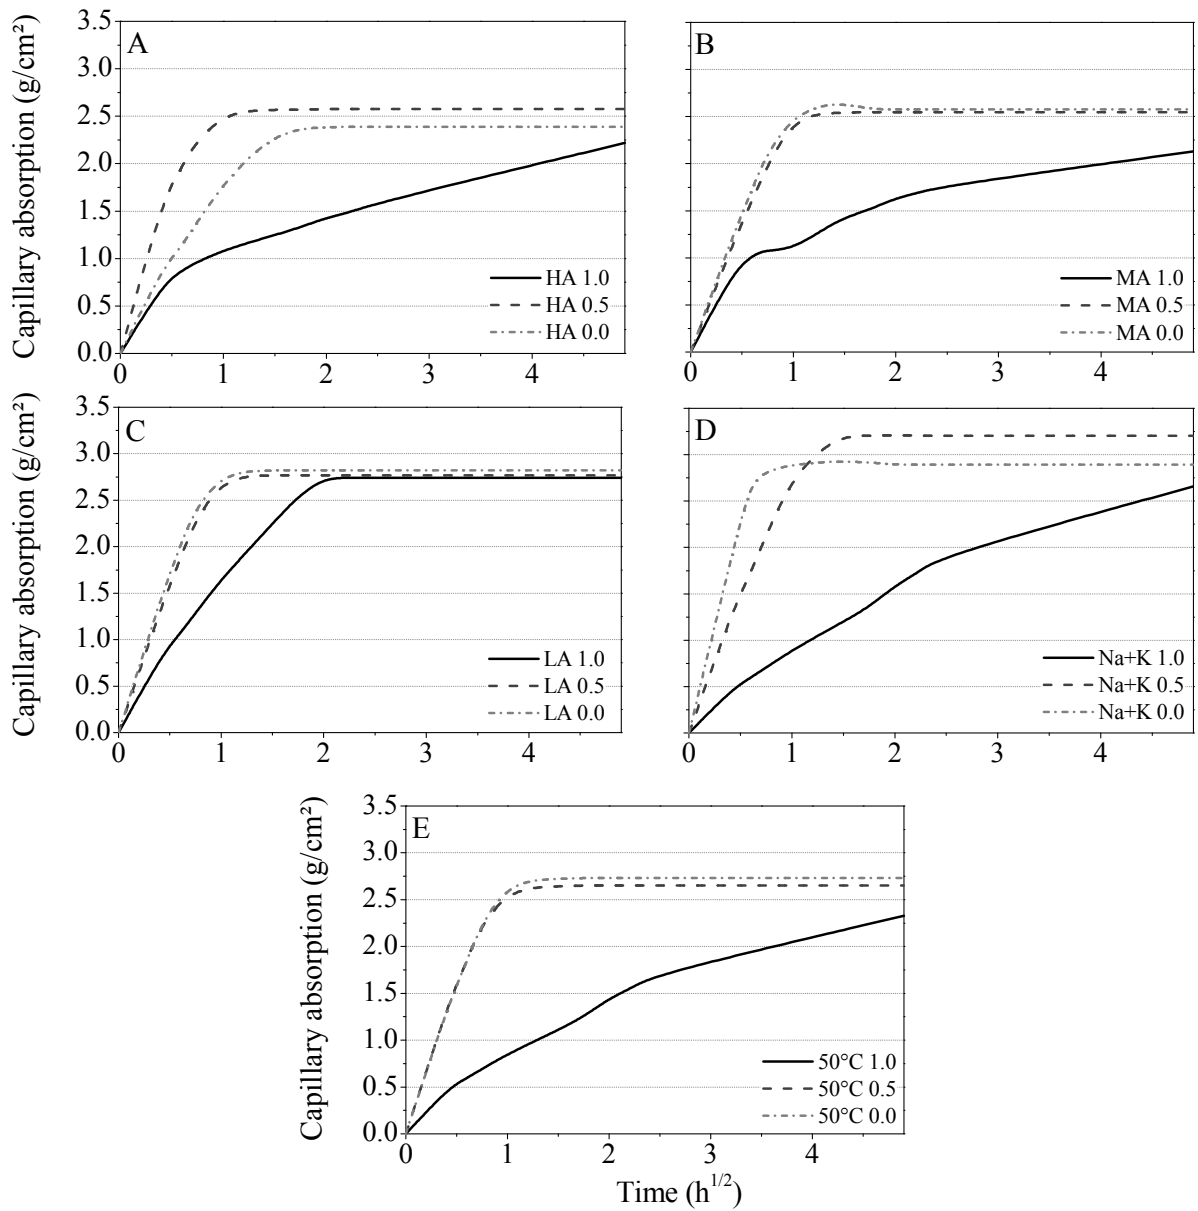 Capillary absorption (g/cm²)
3.5
3.0
2.5
2.0
1.5
1.0
0.5
0.0
A
HA 1.0
HA 0.5
HA 0.0
0 1 2 3 4
B
MA 1.0
MA 0.5
MA 0.0
0 1 2 3 4
Capillary absorption (g/cm²)
3.5
3.0
2.5
2.0
1.5
1.0
0.5
0.0
C
LA 1.0
LA 0.5
LA 0.0
0 1 2 3 4
D
Na+K 1.0
Na+K 0.5
Na+K 0.0
0 1 2 3 4
Capillary absorption (g/cm²)
3.5
3.0
2.5
2.0
1.5
1.0
0.5
0.0
E
50°C 1.0
50°C 0.5
50°C 0.0
0 1 2 3 4
Time (h^1/2)